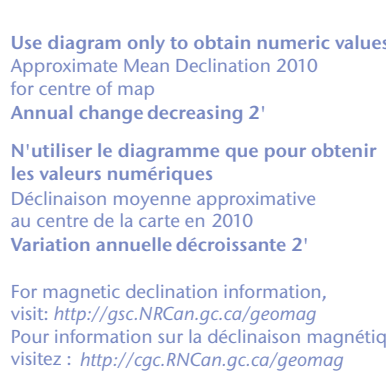 Use diagram only to obtain numeric values
Approximate Mean Declination 2010
for centre of map
Annual change decreasing 2'
N'utiliser le diagramme que pour obtenir
les valeurs numériques
Déclinaison moyenne approximative
au centre de la carte en 2010
Variation annuelle décroissante 2'
For magnetic declination information,
visit: http://gsc.NRCan.gc.ca/geomag
Pour information sur la déclinaison magnétiq
visitez : http://cgc.RNCan.gc.ca/geomag